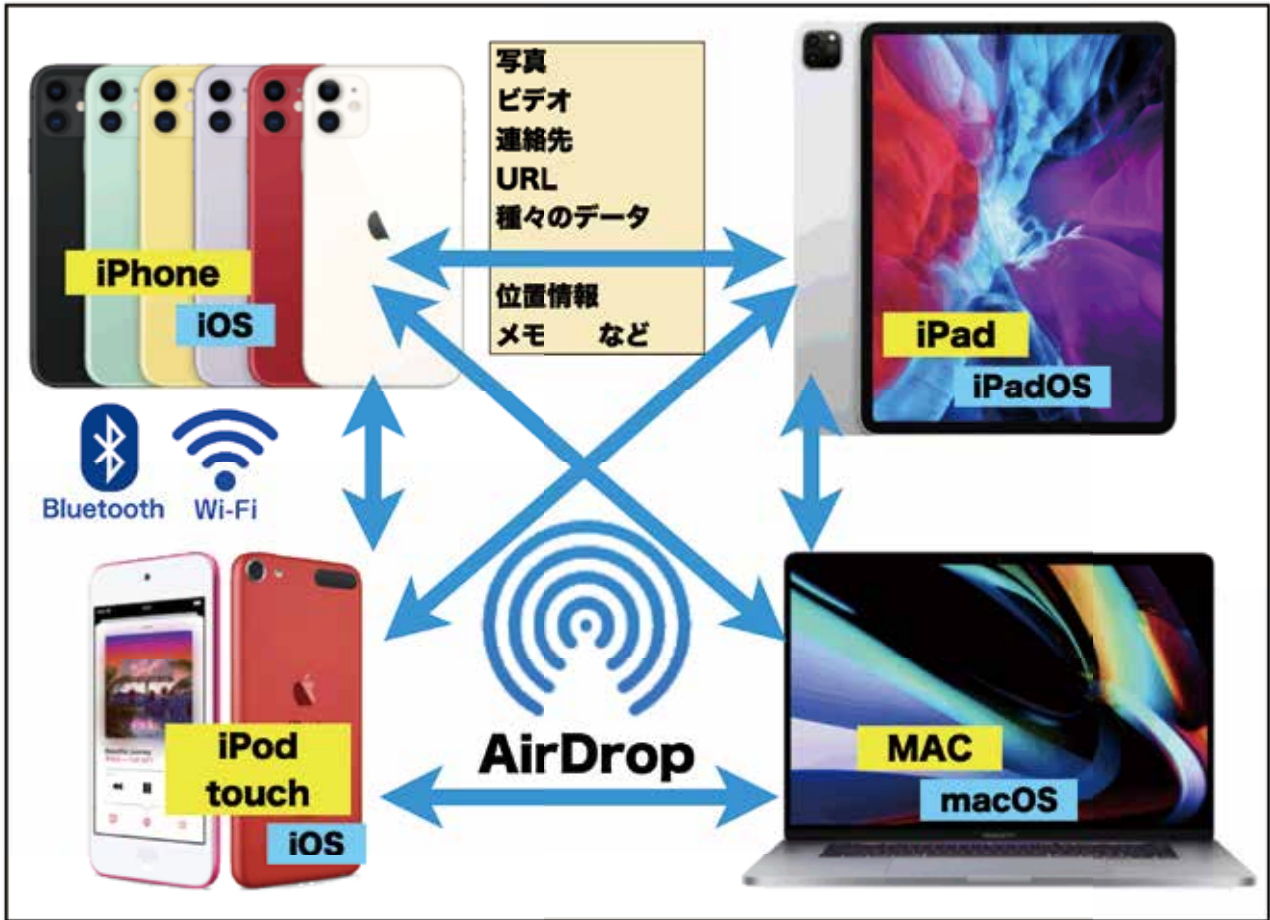 写真
ビデオ
連絡先
URL
種々のデータ
位置情報
メモ など
iPhone
iOS
iPad
iPadOS
Bluetooth
Wi-Fi
iPod
touch
iOS
AirDrop
MAC
macOS